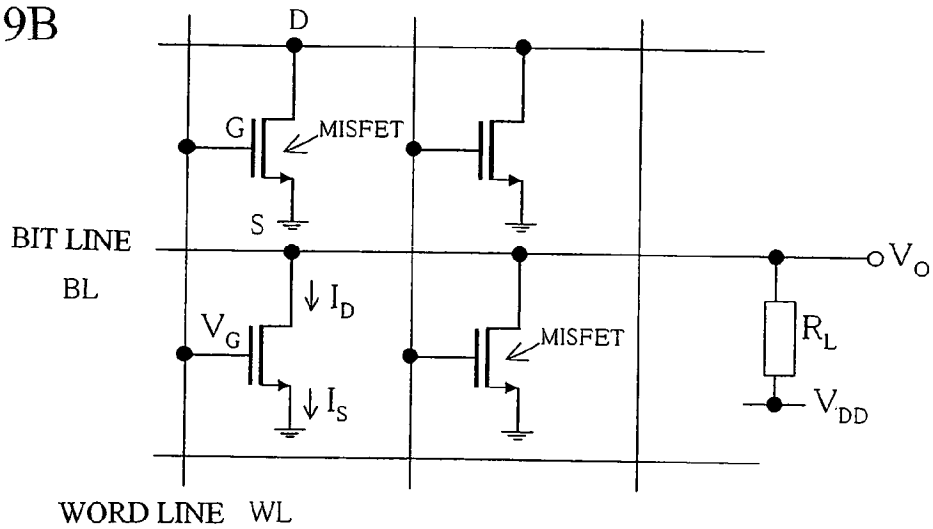 9B
D
G
MISFET
S
BIT LINE
BL
V_O
I_D
V_G
MISFET
R_L
I_S
V_DD
WORD LINE WL